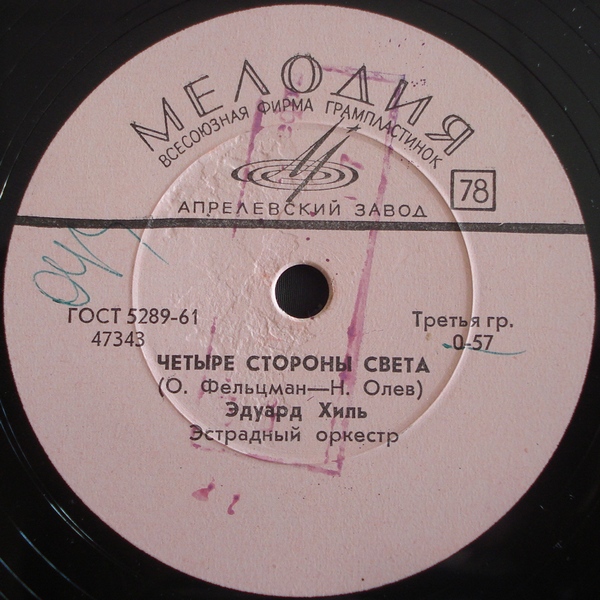 МЕЛОДИЯ
ВСЕСОЮЗНАЯ ФИРМА ГРАМПЛАСТИНОК
78
АПРЕЛЕВСКИЙ ЗАВОД
ГОСТ 5289-61
47343
Третья гр.
0-57
ЧЕТЫРЕ СТОРОНЫ СВЕТА
(О. Фельцман—Н. Олев)
Эдуард Хиль
Эстрадный оркестр